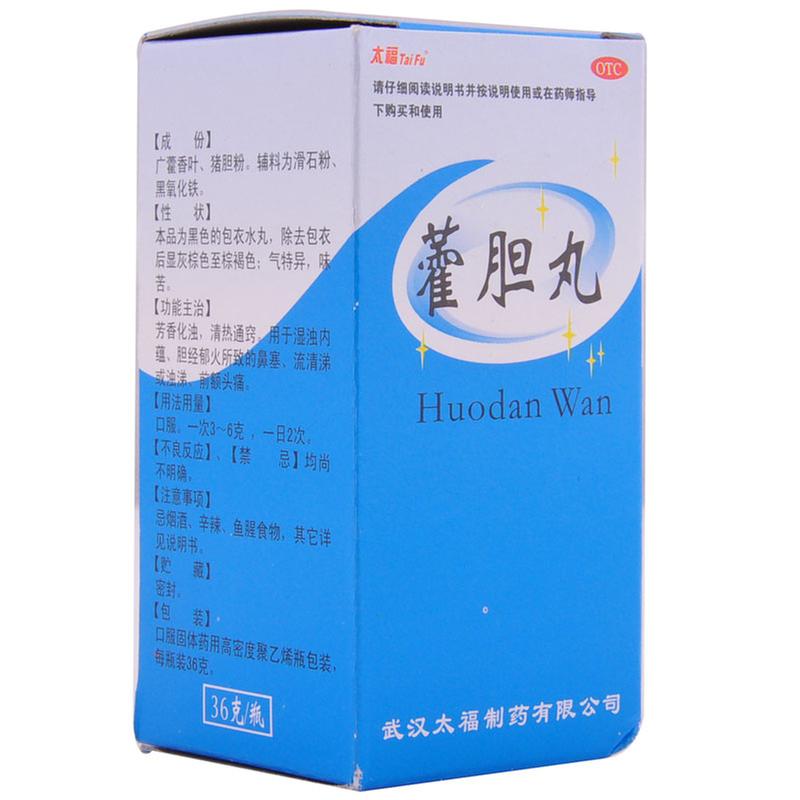 太福 Tai Fu®
OTC
请仔细阅读说明书并按说明使用或在药师指导
下购买和使用
藿胆丸
Huodan Wan
武汉太福制药有限公司
【成 份】
广藿香叶、猪胆粉。辅料为滑石粉、
黑氧化铁。
【性 状】
本品为黑色的包衣水丸，除去包衣
后显灰棕色至棕褐色；气特异，味
苦。
【功能主治】
芳香化浊，清热通窍。用于湿浊内
蕴、胆经郁火所致的鼻塞、流清涕
或浊涕、前额头痛。
【用法用量】
口服。一次3～6克，一日2次。
【不良反应】、【禁 忌】均尚
不明确。
【注意事项】
忌烟酒、辛辣、鱼腥食物，其它详
见说明书。
【贮 藏】
密封。
【包 装】
口服固体药用高密度聚乙烯瓶包装，
每瓶装36克。
36克/瓶